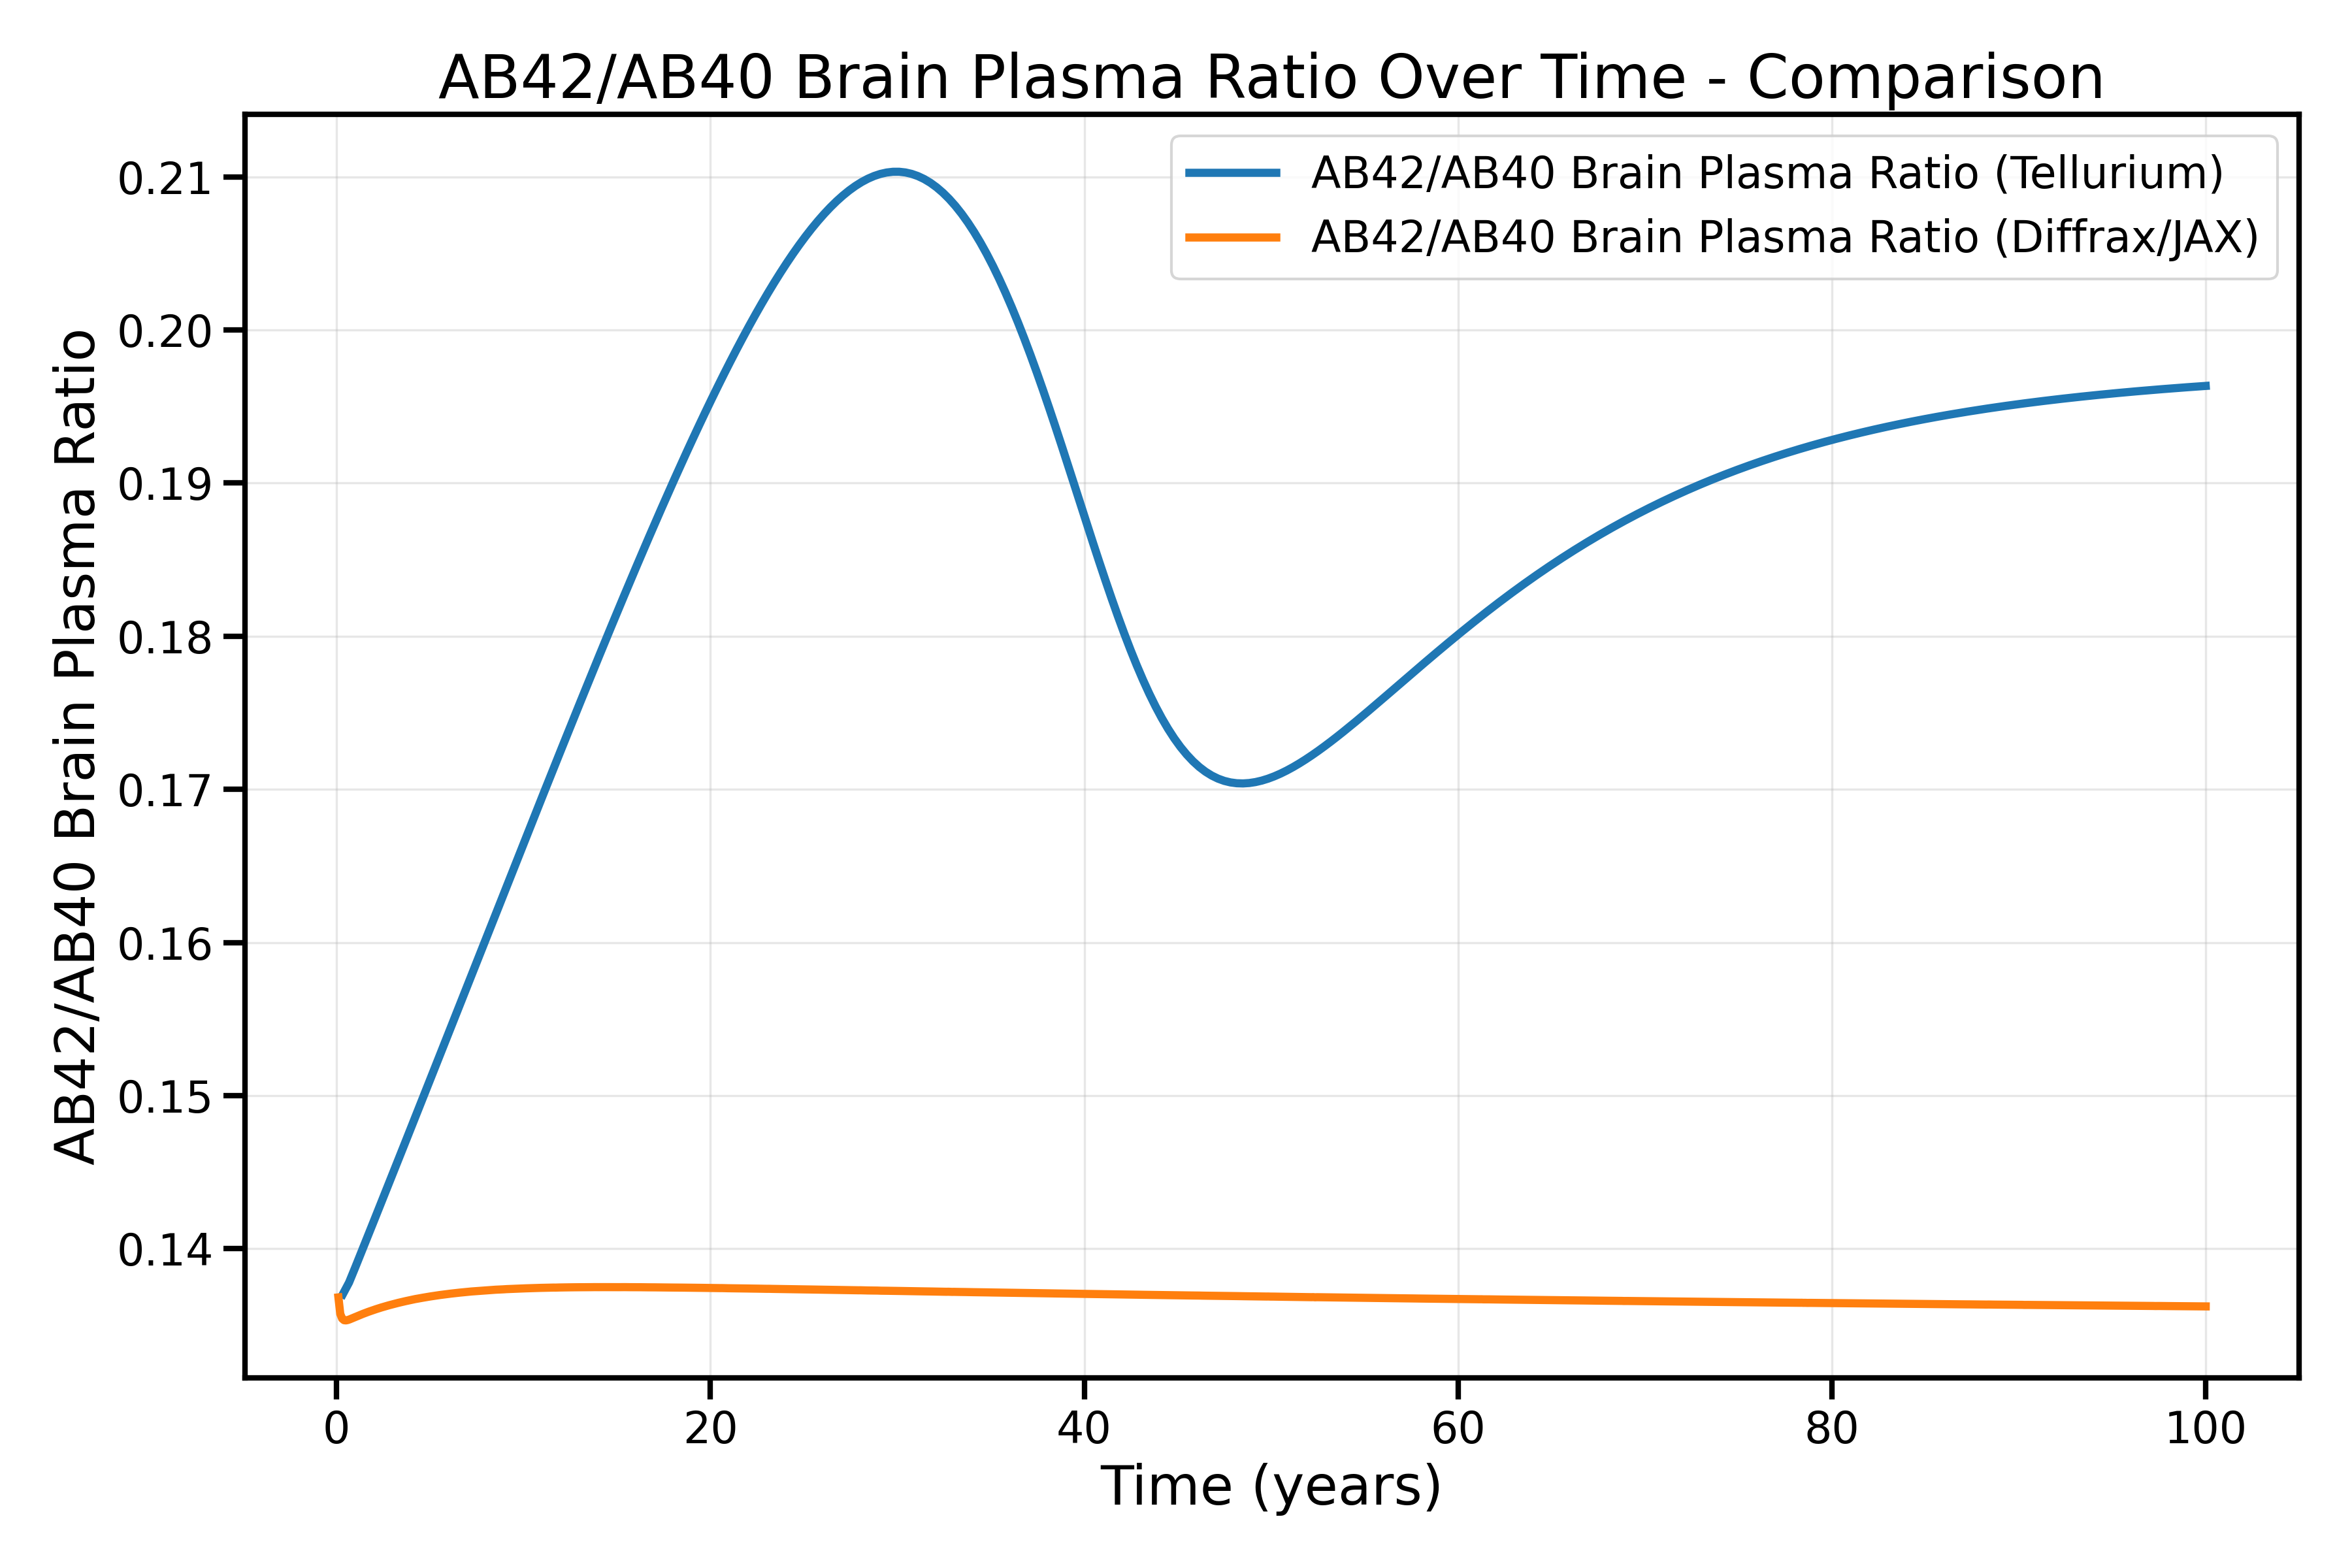 AB42/AB40 Brain Plasma Ratio Over Time - Comparison
AB42/AB40 Brain Plasma Ratio (Tellurium)
AB42/AB40 Brain Plasma Ratio (Diffrax/JAX)
AB42/AB40 Brain Plasma Ratio
0.21
0.20
0.19
0.18
0.17
0.16
0.15
0.14
0 20 40 60 80 100
Time (years)